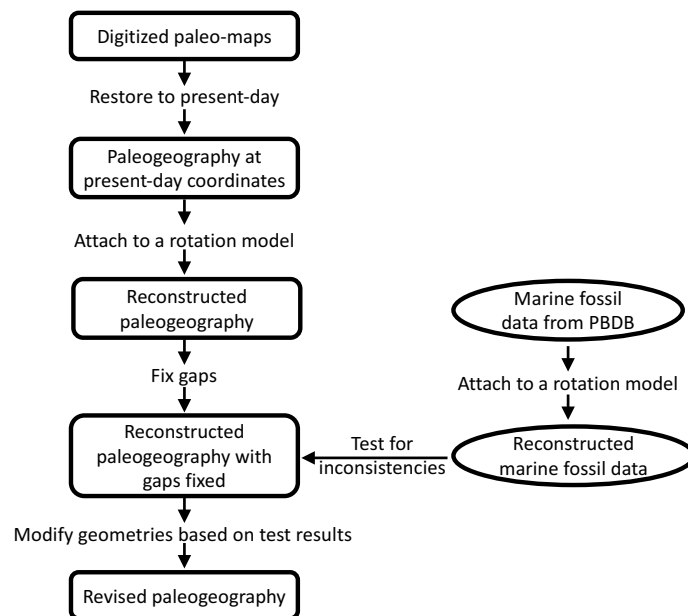 Digitized paleo-maps
Restore to present-day
Paleogeography at
present-day coordinates
Attach to a rotation model
Reconstructed
paleogeography
Fix gaps
Reconstructed
paleogeography with
gaps fixed
Modify geometries based on test results
Revised paleogeography
Marine fossil
data from PBDB
Attach to a rotation model
Reconstructed
marine fossil data
Test for
inconsistencies